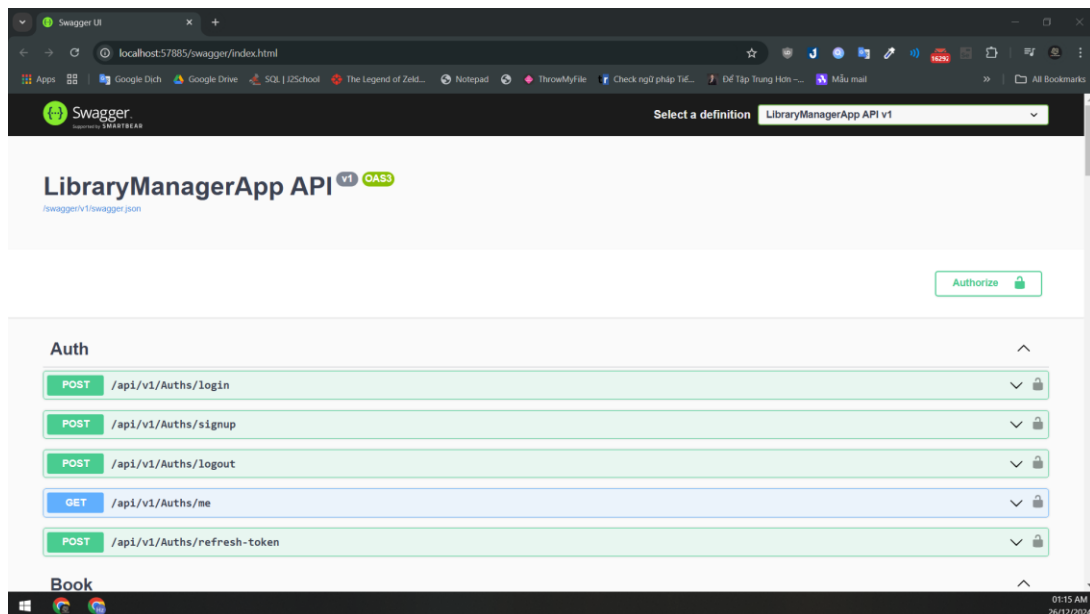 Swagger UI
localhost:57885/swagger/index.html
16292
Apps Google Dich Google Drive SQL | J2School The Legend of Zeld... Notepad ThrowMyFile Check ngữ pháp Tiế... Để Tập Trung Hơn –... Mẫu mail » All Bookmarks
Swagger.
Supported by SMARTBEAR
Select a definition LibraryManagerApp API v1
LibraryManagerApp API v1 OAS3
/swagger/v1/swagger.json
Authorize
Auth
POST /api/v1/Auths/login
POST /api/v1/Auths/signup
POST /api/v1/Auths/logout
GET /api/v1/Auths/me
POST /api/v1/Auths/refresh-token
Book
01:15 AM
26/12/2024